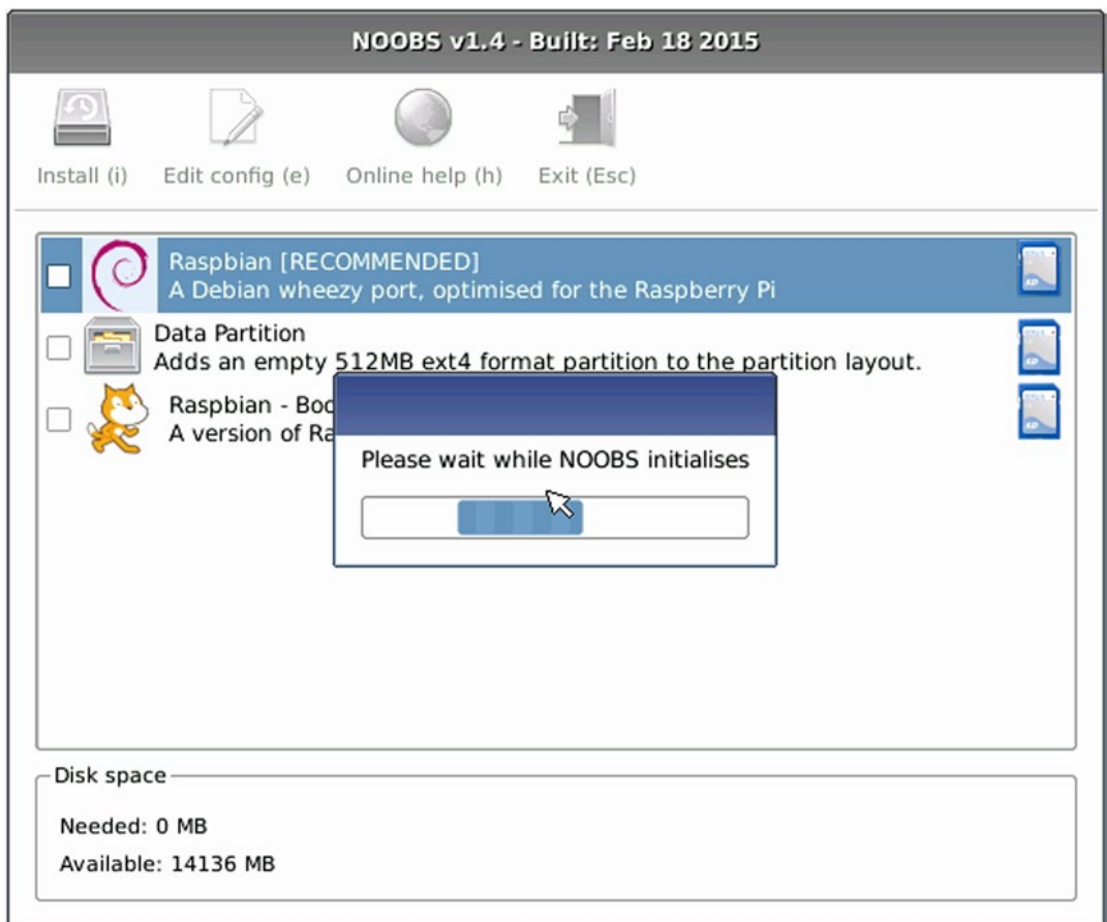 NOOBS v1.4 - Built: Feb 18 2015
Install (i) Edit config (e) Online help (h) Exit (Esc)
Raspbian [RECOMMENDED]
A Debian wheezy port, optimised for the Raspberry Pi
Data Partition
Adds an empty 512MB ext4 format partition to the partition layout.
Raspbian - Boo
A version of Ra
Please wait while NOOBS initialises
Disk space
Needed: 0 MB
Available: 14136 MB